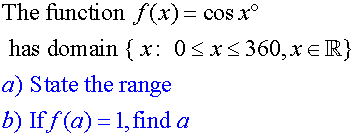 The function f(x) = cos x°
has domain { x: 0 ≤ x ≤ 360, x ∈ ℝ}
a) State the range
b) If f(a) = 1, find a